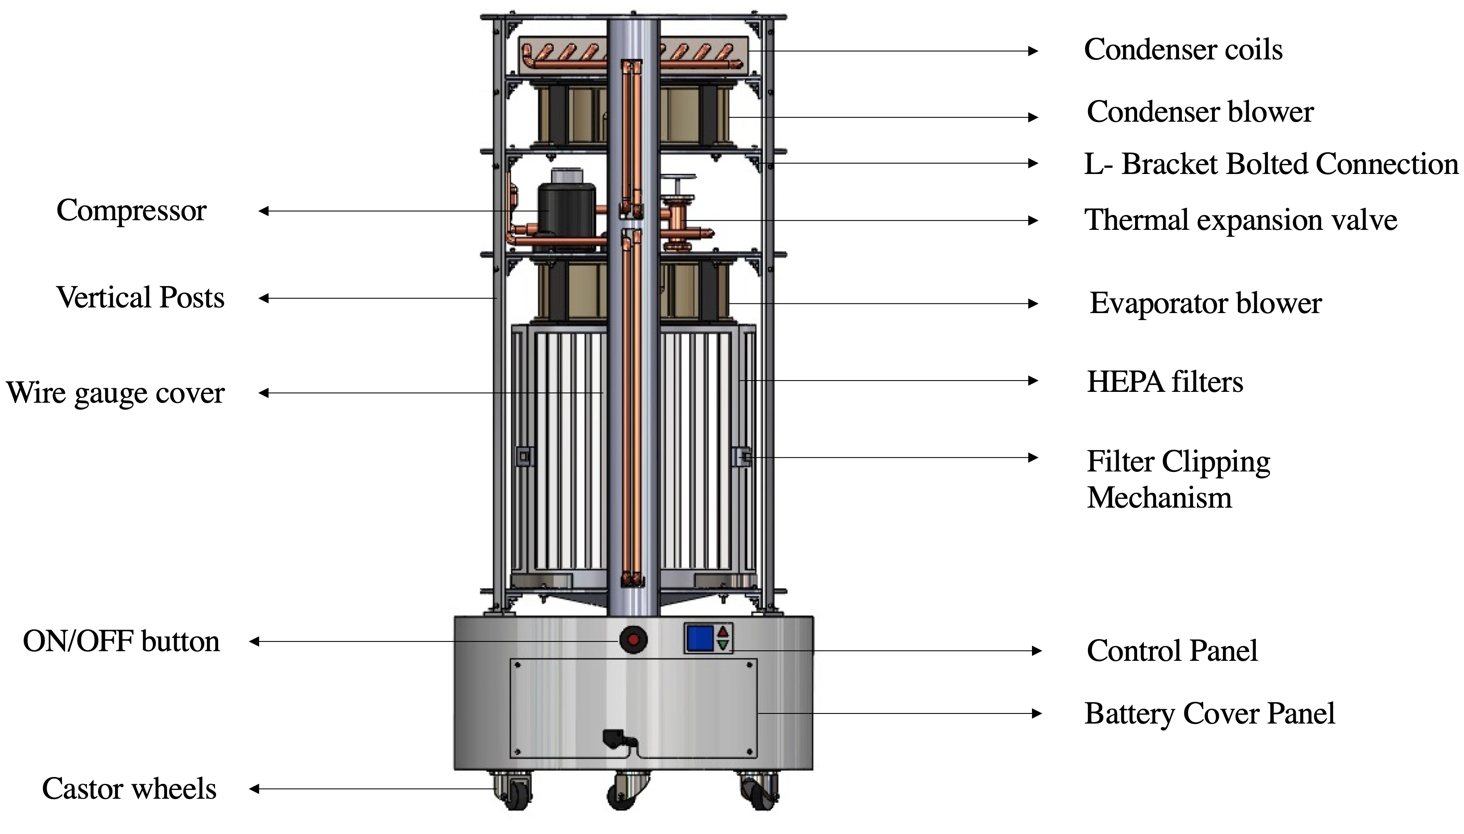 Condenser coils
Condenser blower
L- Bracket Bolted Connection
Compressor
Thermal expansion valve
Vertical Posts
Evaporator blower
Wire gauge cover
HEPA filters
Filter Clipping
Mechanism
ON/OFF button
Control Panel
Battery Cover Panel
Castor wheels